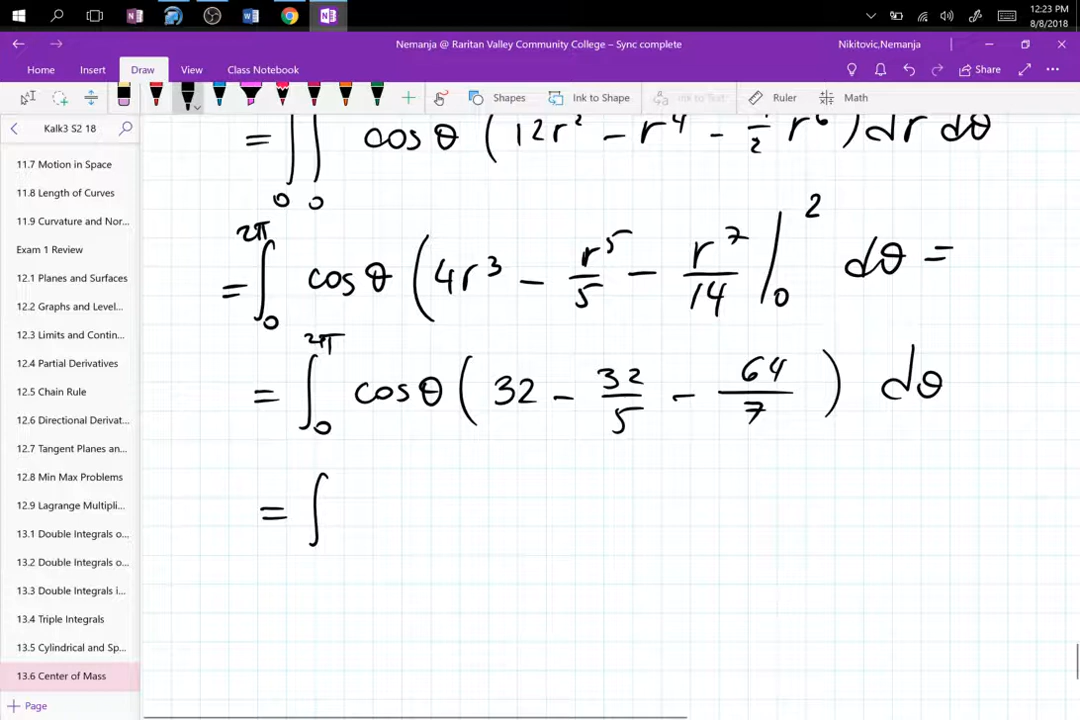 12:23 PM
8/8/2018
Nemanja @ Raritan Valley Community College – Sync complete
Nikitovic,Nemanja
Home Insert Draw View Class Notebook
Share
Shapes Ink to Shape Ink to Text Ruler Math
Kalk3 S2 18
11.7 Motion in Space
11.8 Length of Curves
11.9 Curvature and Nor...
Exam 1 Review
12.1 Planes and Surfaces
12.2 Graphs and Level...
12.3 Limits and Contin...
12.4 Partial Derivatives
12.5 Chain Rule
12.6 Directional Derivat...
12.7 Tangent Planes an...
12.8 Min Max Problems
12.9 Lagrange Multipli...
13.1 Double Integrals o...
13.2 Double Integrals o...
13.3 Double Integrals i...
13.4 Triple Integrals
13.5 Cylindrical and Sp...
13.6 Center of Mass
+ Page
= ∫₀ ∫₀ cosθ (12r² − r⁴ − ½ r⁶) dr dθ
= ∫₀^2π cosθ (4r³ − r⁵/5 − r⁷/14 |₀² dθ =
= ∫₀^2π cosθ (32 − 32/5 − 64/7) dθ
= ∫